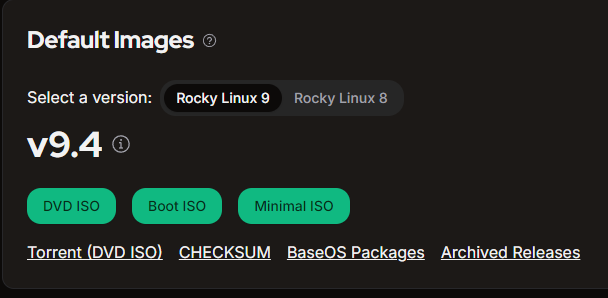 Default Images
Select a version: Rocky Linux 9 Rocky Linux 8
v9.4
DVD ISO Boot ISO Minimal ISO
Torrent (DVD ISO) CHECKSUM BaseOS Packages Archived Releases